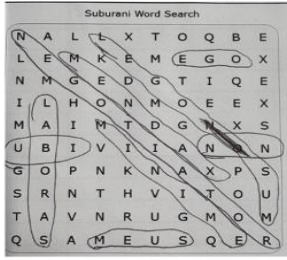 Suburani Word Search
N A L L X T O Q B E
L E M K E M E G O X
N M G E D G T I Q E
I L H O N M O E E X
M A I M T D G N X S
U B I V I I A N O N
G O P N K N A X P S
S R N T H V I T O U
T A V N R U G M O M
Q S A M E U S Q E R